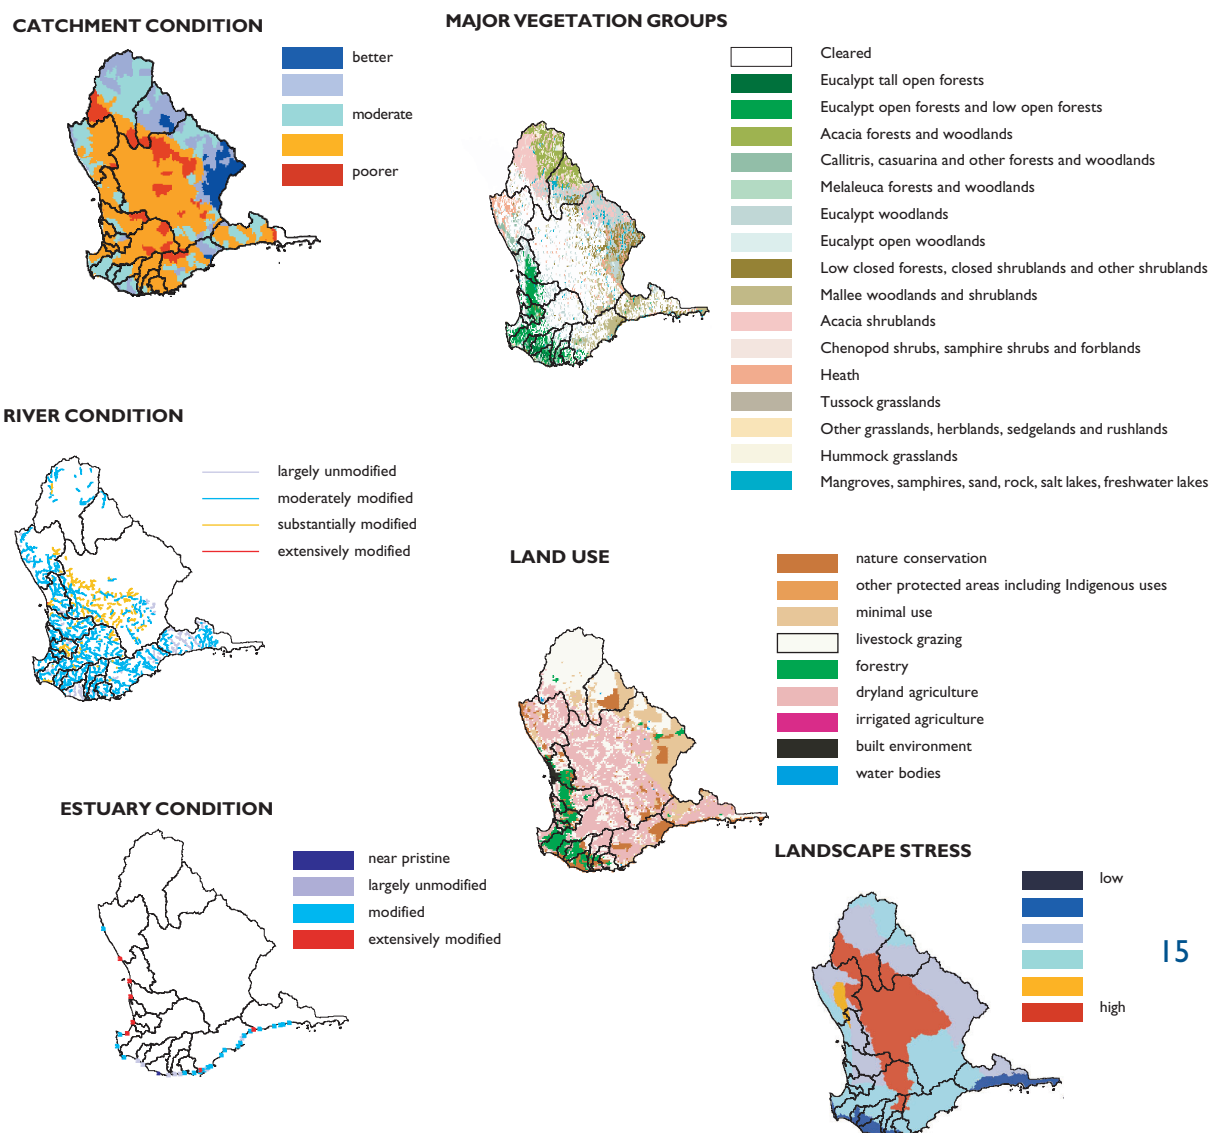 CATCHMENT CONDITION
better
moderate
poorer
MAJOR VEGETATION GROUPS
Cleared
Eucalypt tall open forests
Eucalypt open forests and low open forests
Acacia forests and woodlands
Callitris, casuarina and other forests and woodlands
Melaleuca forests and woodlands
Eucalypt woodlands
Eucalypt open woodlands
Low closed forests, closed shrublands and other shrublands
Mallee woodlands and shrublands
Acacia shrublands
Chenopod shrubs, samphire shrubs and forblands
Heath
Tussock grasslands
Other grasslands, herblands, sedgelands and rushlands
Hummock grasslands
Mangroves, samphires, sand, rock, salt lakes, freshwater lakes
RIVER CONDITION
largely unmodified
moderately modified
substantially modified
extensively modified
LAND USE
nature conservation
other protected areas including Indigenous uses
minimal use
livestock grazing
forestry
dryland agriculture
irrigated agriculture
built environment
water bodies
ESTUARY CONDITION
near pristine
largely unmodified
modified
extensively modified
LANDSCAPE STRESS
low
high
15